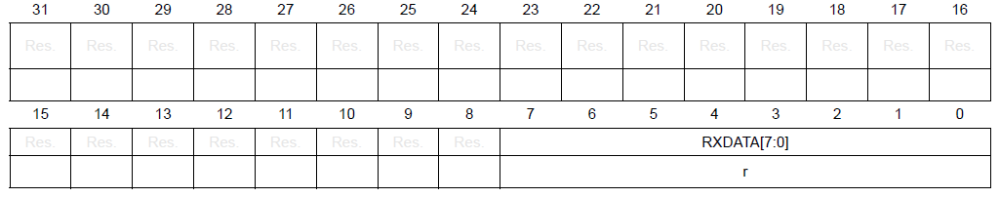 31 30 29 28 27 26 25 24 23 22 21 20 19 18 17 16
Res. Res. Res. Res. Res. Res. Res. Res. Res. Res. Res. Res. Res. Res. Res. Res.
15 14 13 12 11 10 9 8 7 6 5 4 3 2 1 0
Res. Res. Res. Res. Res. Res. Res. Res. RXDATA[7:0]
r